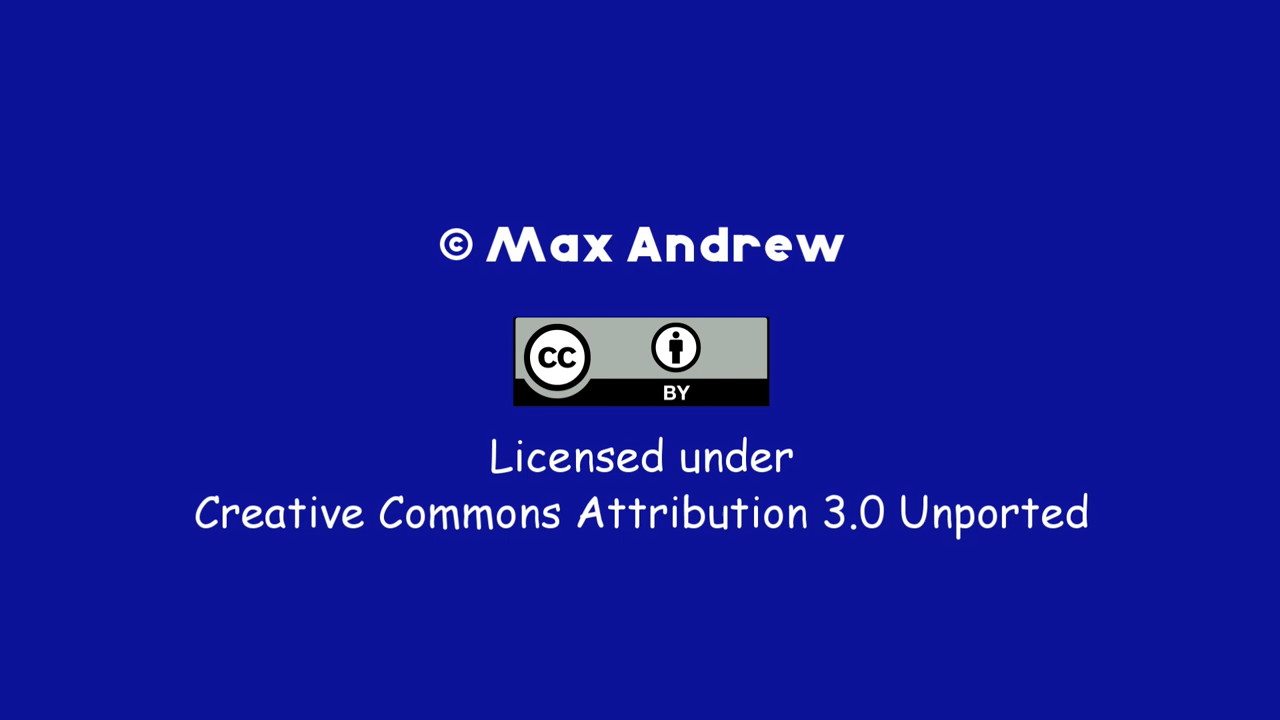 © Max Andrew
CC
BY
Licensed under
Creative Commons Attribution 3.0 Unported